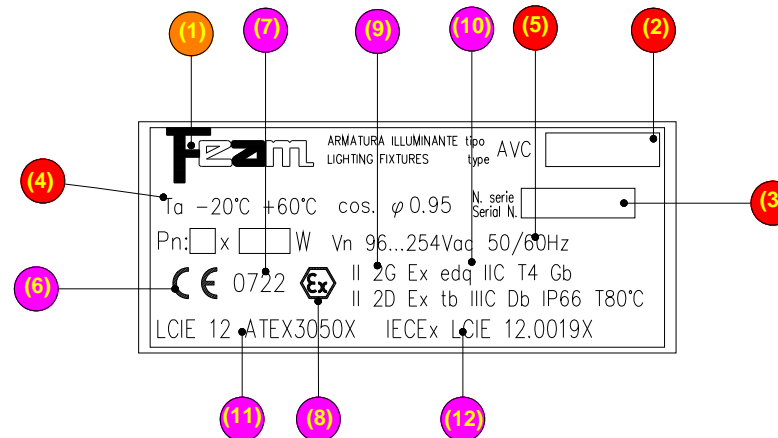 (1) (7) (9) (10) (5) (2)
Feam ARMATURA ILLUMINANTE tipo AVC
LIGHTING FIXTURES type
(4)
Ta -20°C +60°C cos. φ 0.95 N. serie
Serial N.
(3)
Pn: x W Vn 96...254Vac 50/60Hz
(6)
CE 0722 Ex II 2G Ex edq IIC T4 Gb
II 2D Ex tb IIIC Db IP66 T80°C
LCIE 12 ATEX3050X IECEx LCIE 12.0019X
(11) (8) (12)